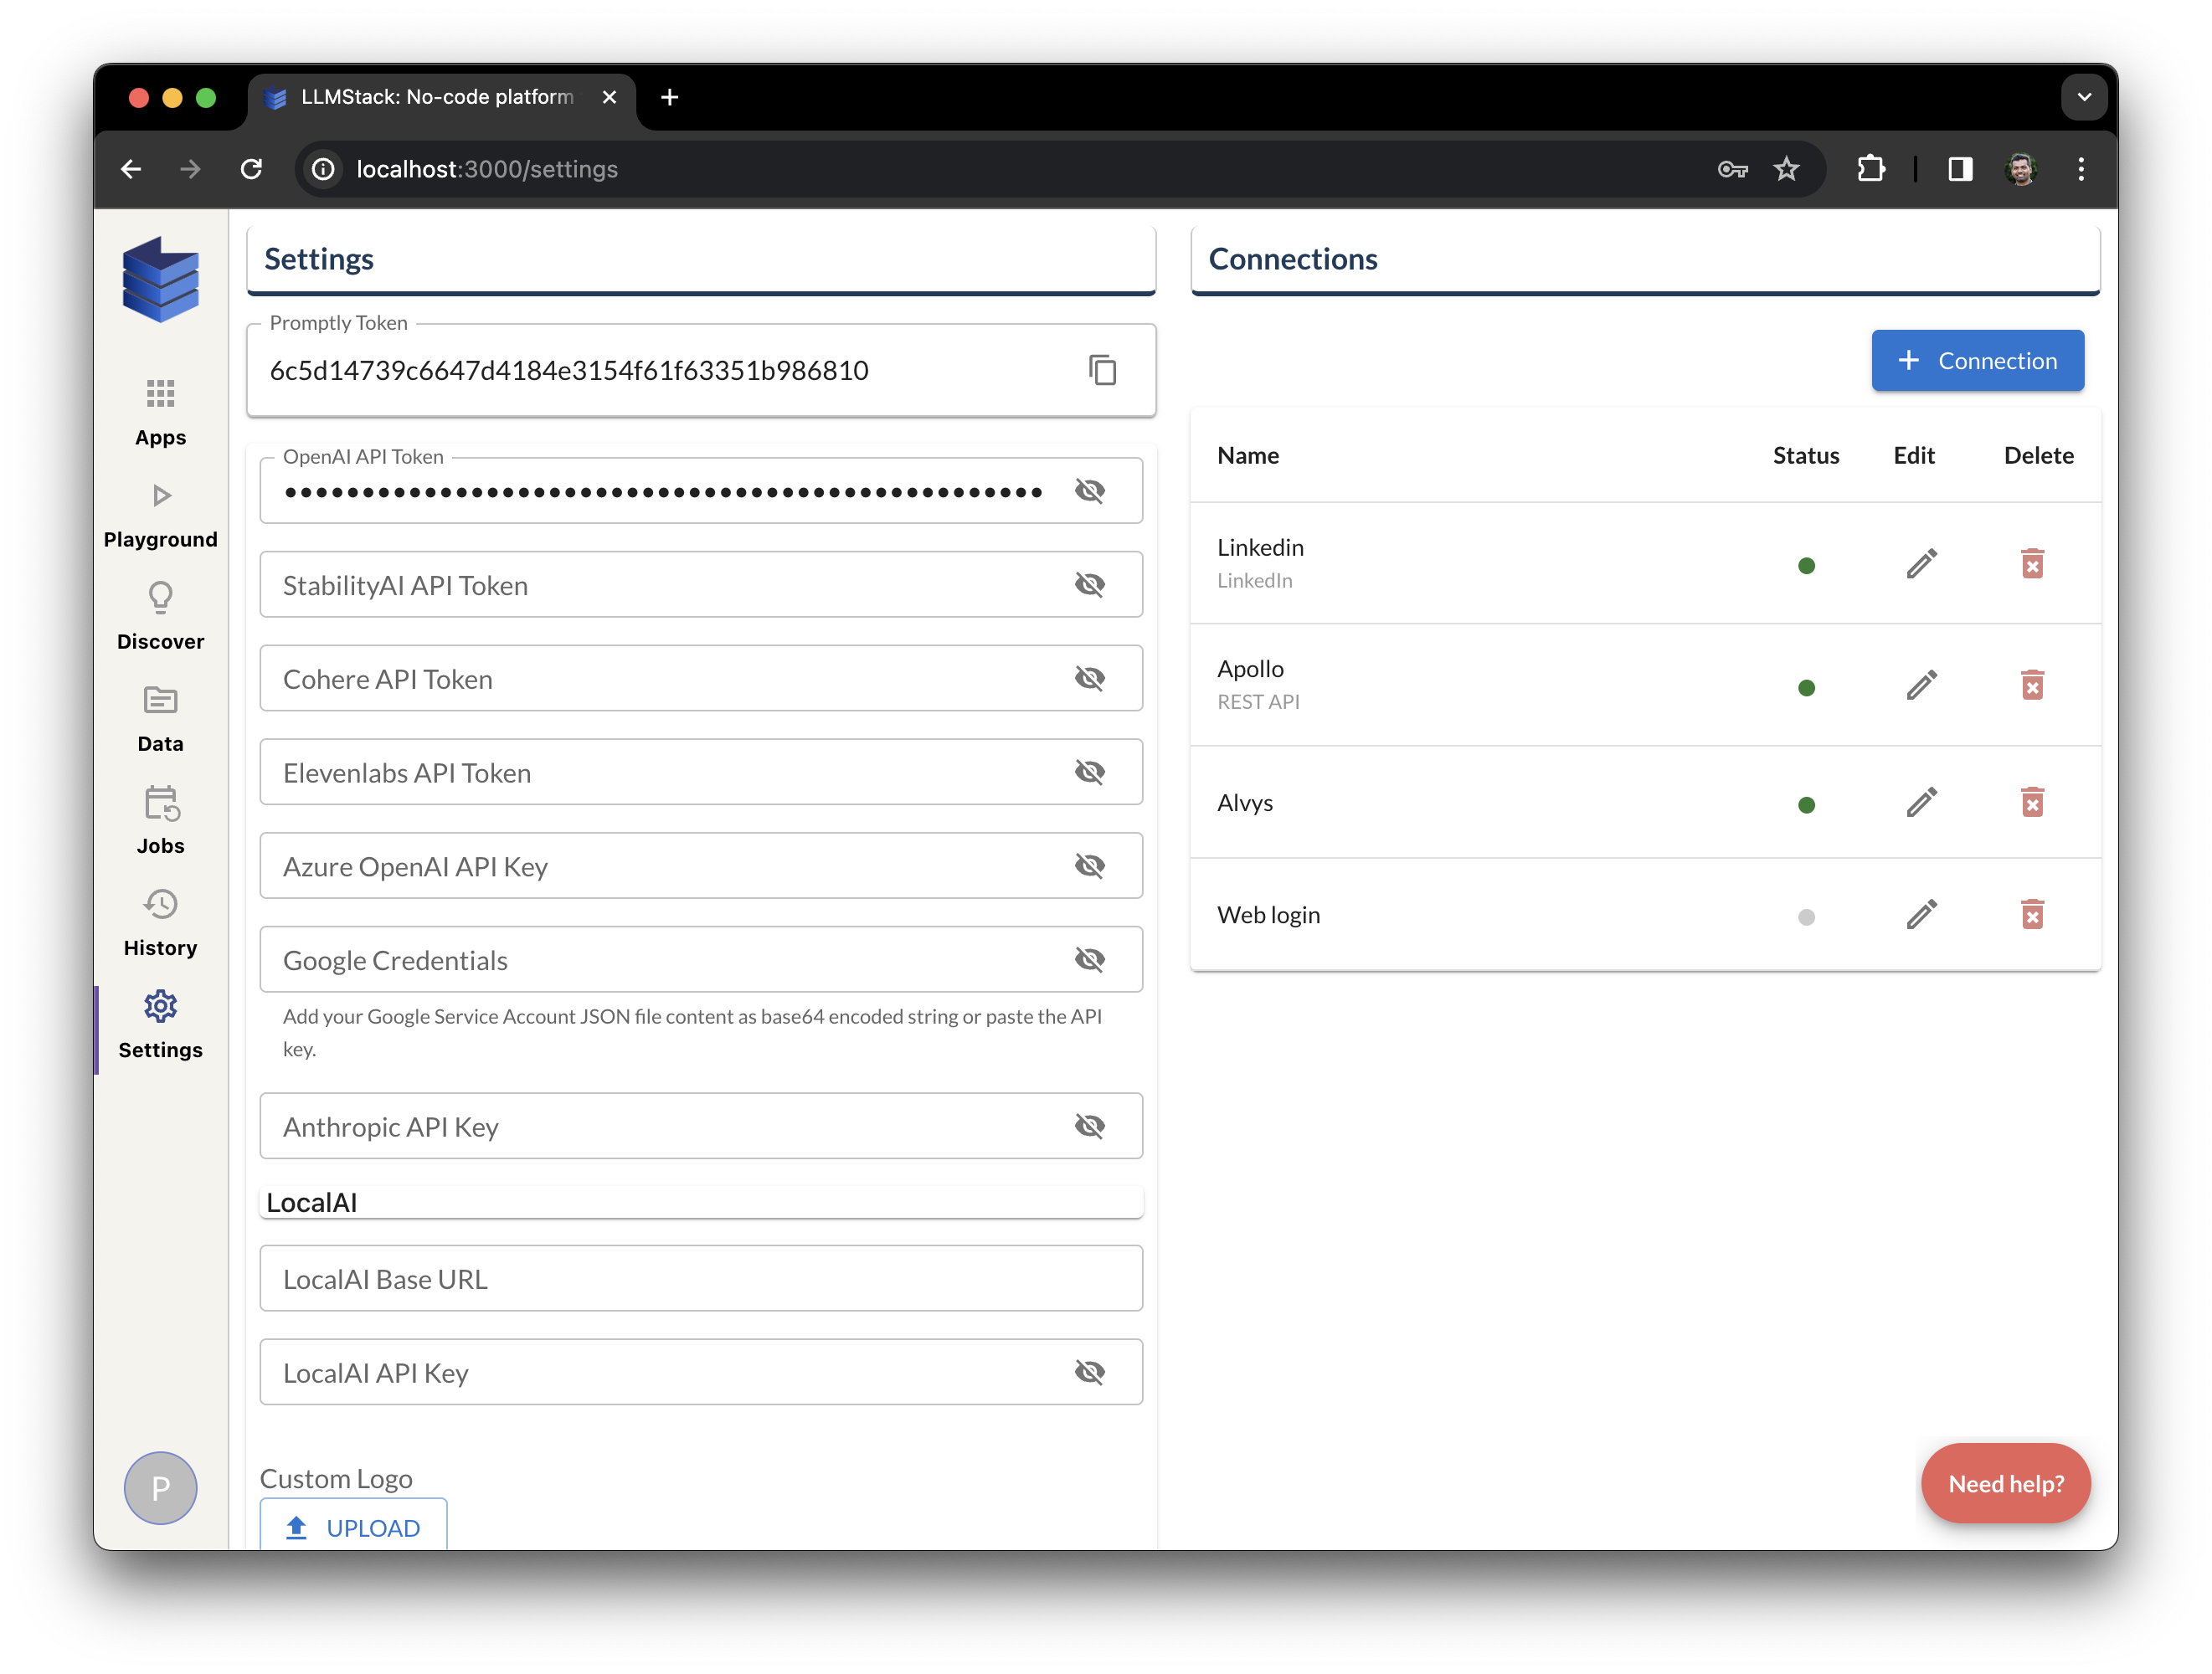 LLMStack: No-code platform
localhost:3000/settings
Apps
Playground
Discover
Data
Jobs
History
Settings
P
Settings
Promptly Token
6c5d14739c6647d4184e3154f61f63351b986810
OpenAI API Token
StabilityAI API Token
Cohere API Token
Elevenlabs API Token
Azure OpenAI API Key
Google Credentials
Add your Google Service Account JSON file content as base64 encoded string or paste the API
key.
Anthropic API Key
LocalAI
LocalAI Base URL
LocalAI API Key
Custom Logo
UPLOAD
Connections
+ Connection
Name Status Edit Delete
Linkedin
LinkedIn
Apollo
REST API
Alvys
Web login
Need help?